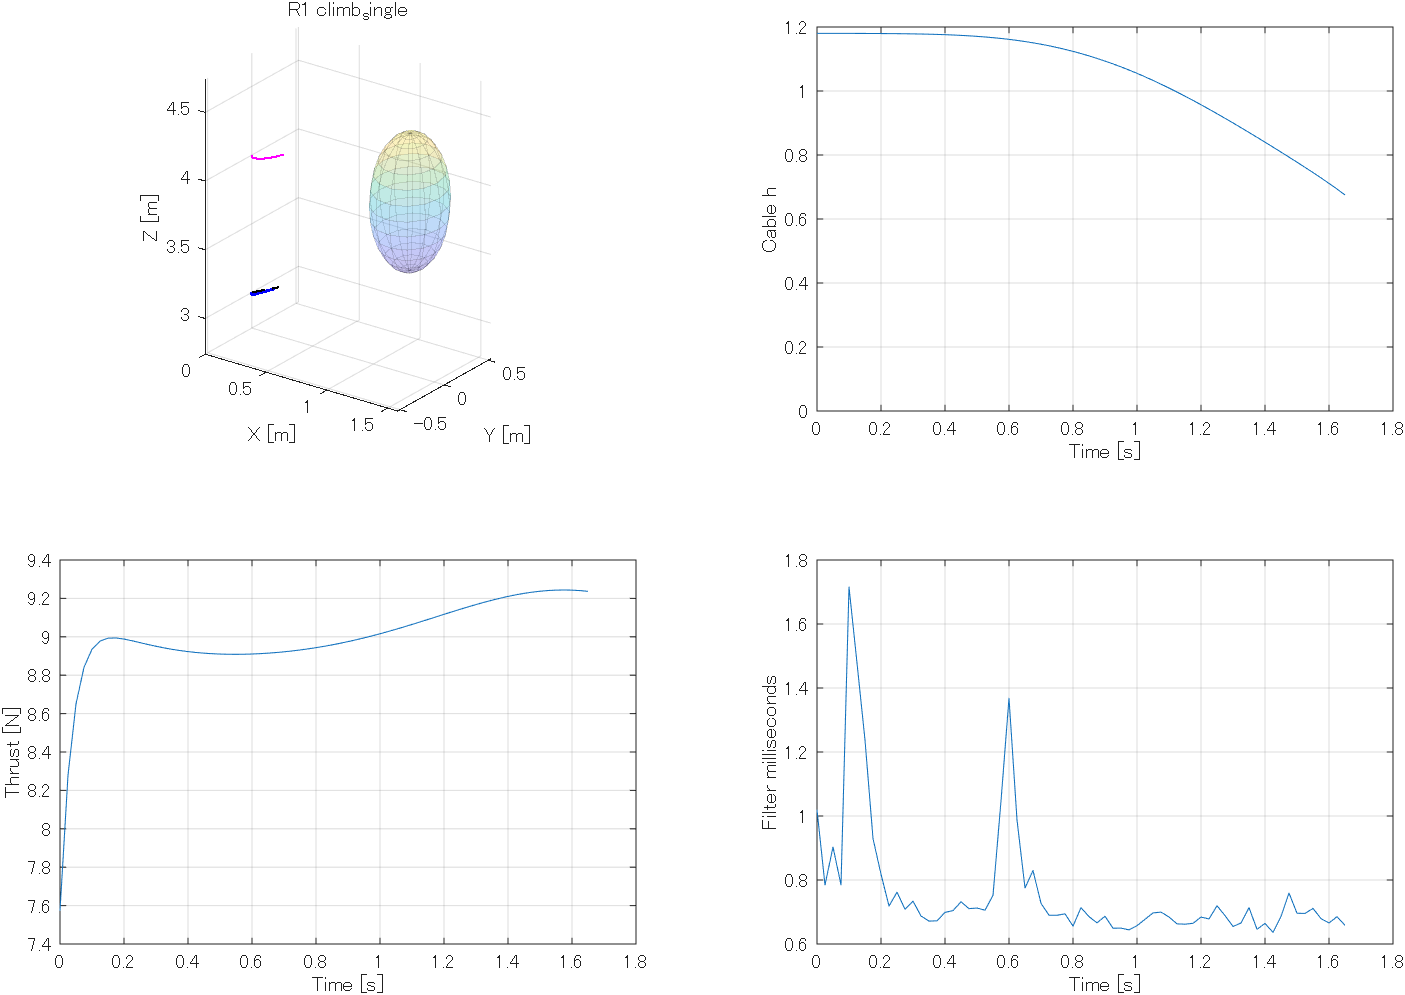 R1 climbsingle
4.5
4
3.5
3
Z [m]
0
0.5
1
1.5
X [m]
-0.5
0
0.5
Y [m]
1.2
1
0.8
0.6
0.4
0.2
0
Cable h
0 0.2 0.4 0.6 0.8 1 1.2 1.4 1.6 1.8
Time [s]
9.4
9.2
9
8.8
8.6
8.4
8.2
8
7.8
7.6
7.4
Thrust [N]
0 0.2 0.4 0.6 0.8 1 1.2 1.4 1.6 1.8
Time [s]
1.8
1.6
1.4
1.2
1
0.8
0.6
Filter milliseconds
0 0.2 0.4 0.6 0.8 1 1.2 1.4 1.6 1.8
Time [s]